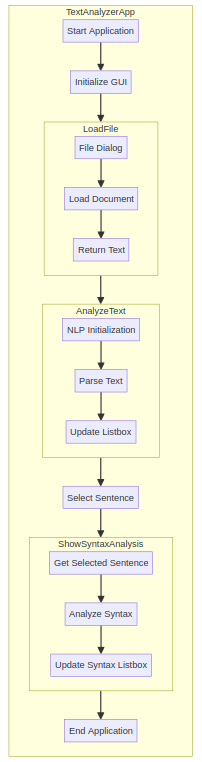 TextAnalyzerApp
Start Application
Initialize GUI
LoadFile
File Dialog
Load Document
Return Text
AnalyzeText
NLP Initialization
Parse Text
Update Listbox
Select Sentence
ShowSyntaxAnalysis
Get Selected Sentence
Analyze Syntax
Update Syntax Listbox
End Application